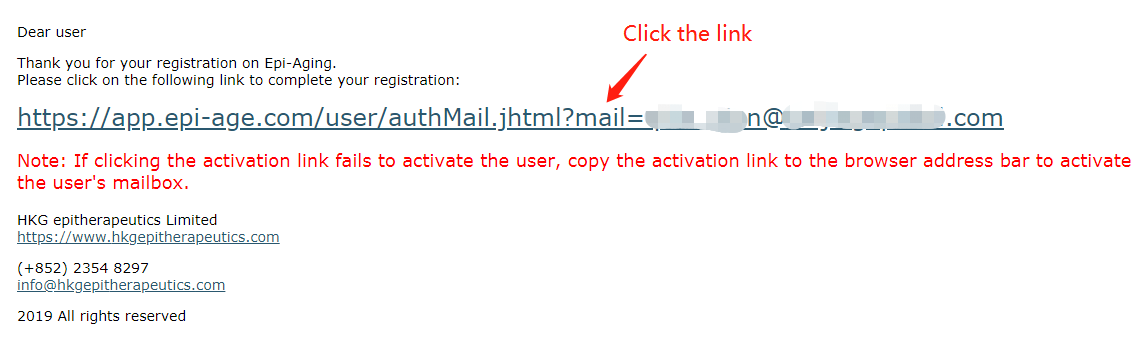 Dear user
Click the link
Thank you for your registration on Epi-Aging.
Please click on the following link to complete your registration:
https://app.epi-age.com/user/authMail.jhtml?mail= n@ .com
Note: If clicking the activation link fails to activate the user, copy the activation link to the browser address bar to activate
the user's mailbox.
HKG epitherapeutics Limited
https://www.hkgepitherapeutics.com
(+852) 2354 8297
info@hkgepitherapeutics.com
2019 All rights reserved